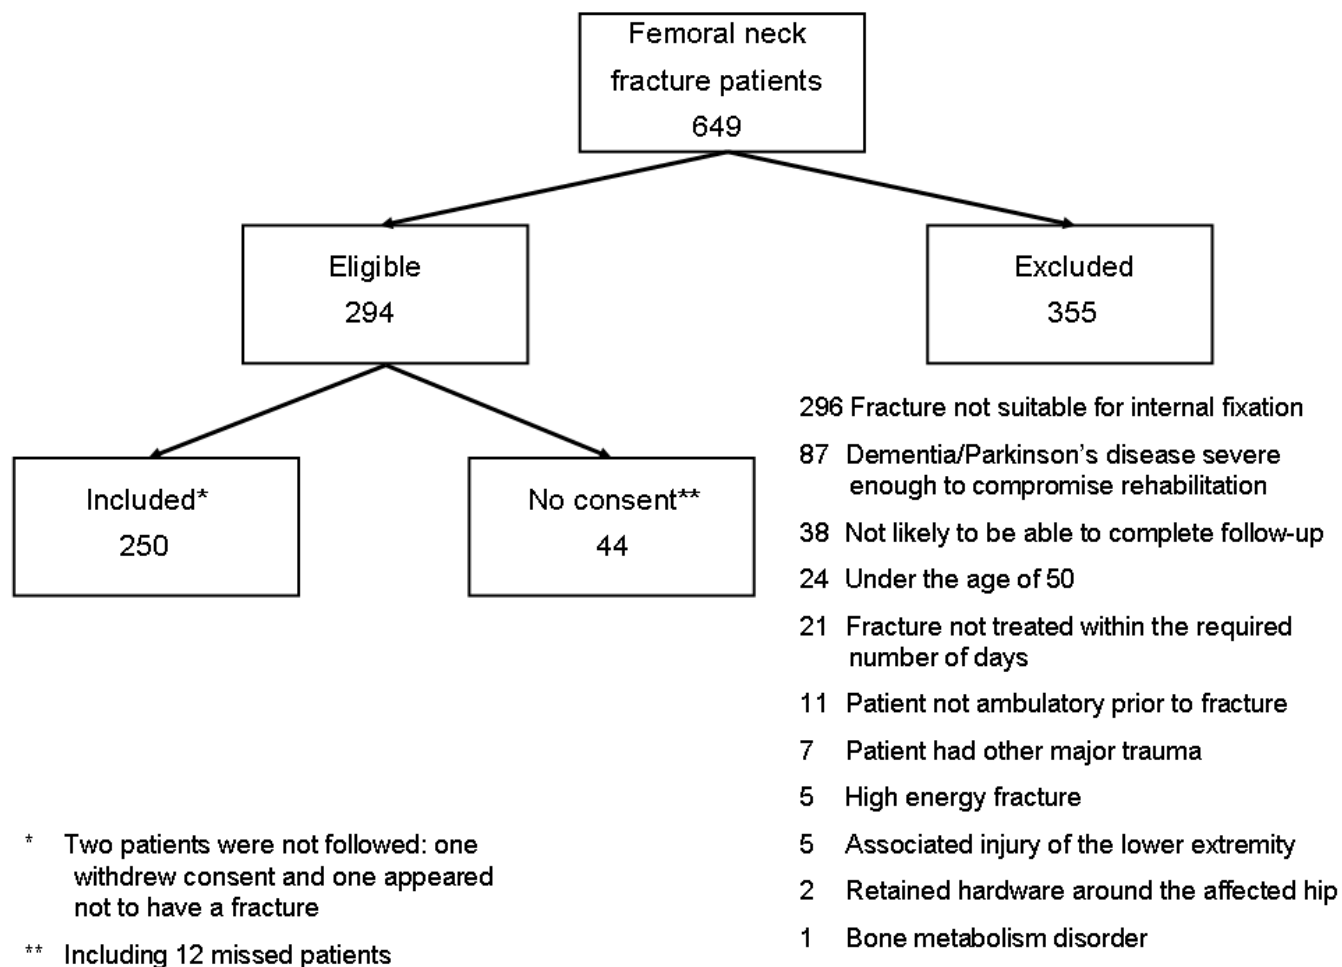 Femoral neck
fracture patients
649
Eligible
294
Excluded
355
Included*
250
No consent**
44
296 Fracture not suitable for internal fixation
87 Dementia/Parkinson’s disease severe
enough to compromise rehabilitation
38 Not likely to be able to complete follow-up
24 Under the age of 50
21 Fracture not treated within the required
number of days
11 Patient not ambulatory prior to fracture
7 Patient had other major trauma
5 High energy fracture
5 Associated injury of the lower extremity
2 Retained hardware around the affected hip
1 Bone metabolism disorder
* Two patients were not followed: one
withdrew consent and one appeared
not to have a fracture
** Including 12 missed patients